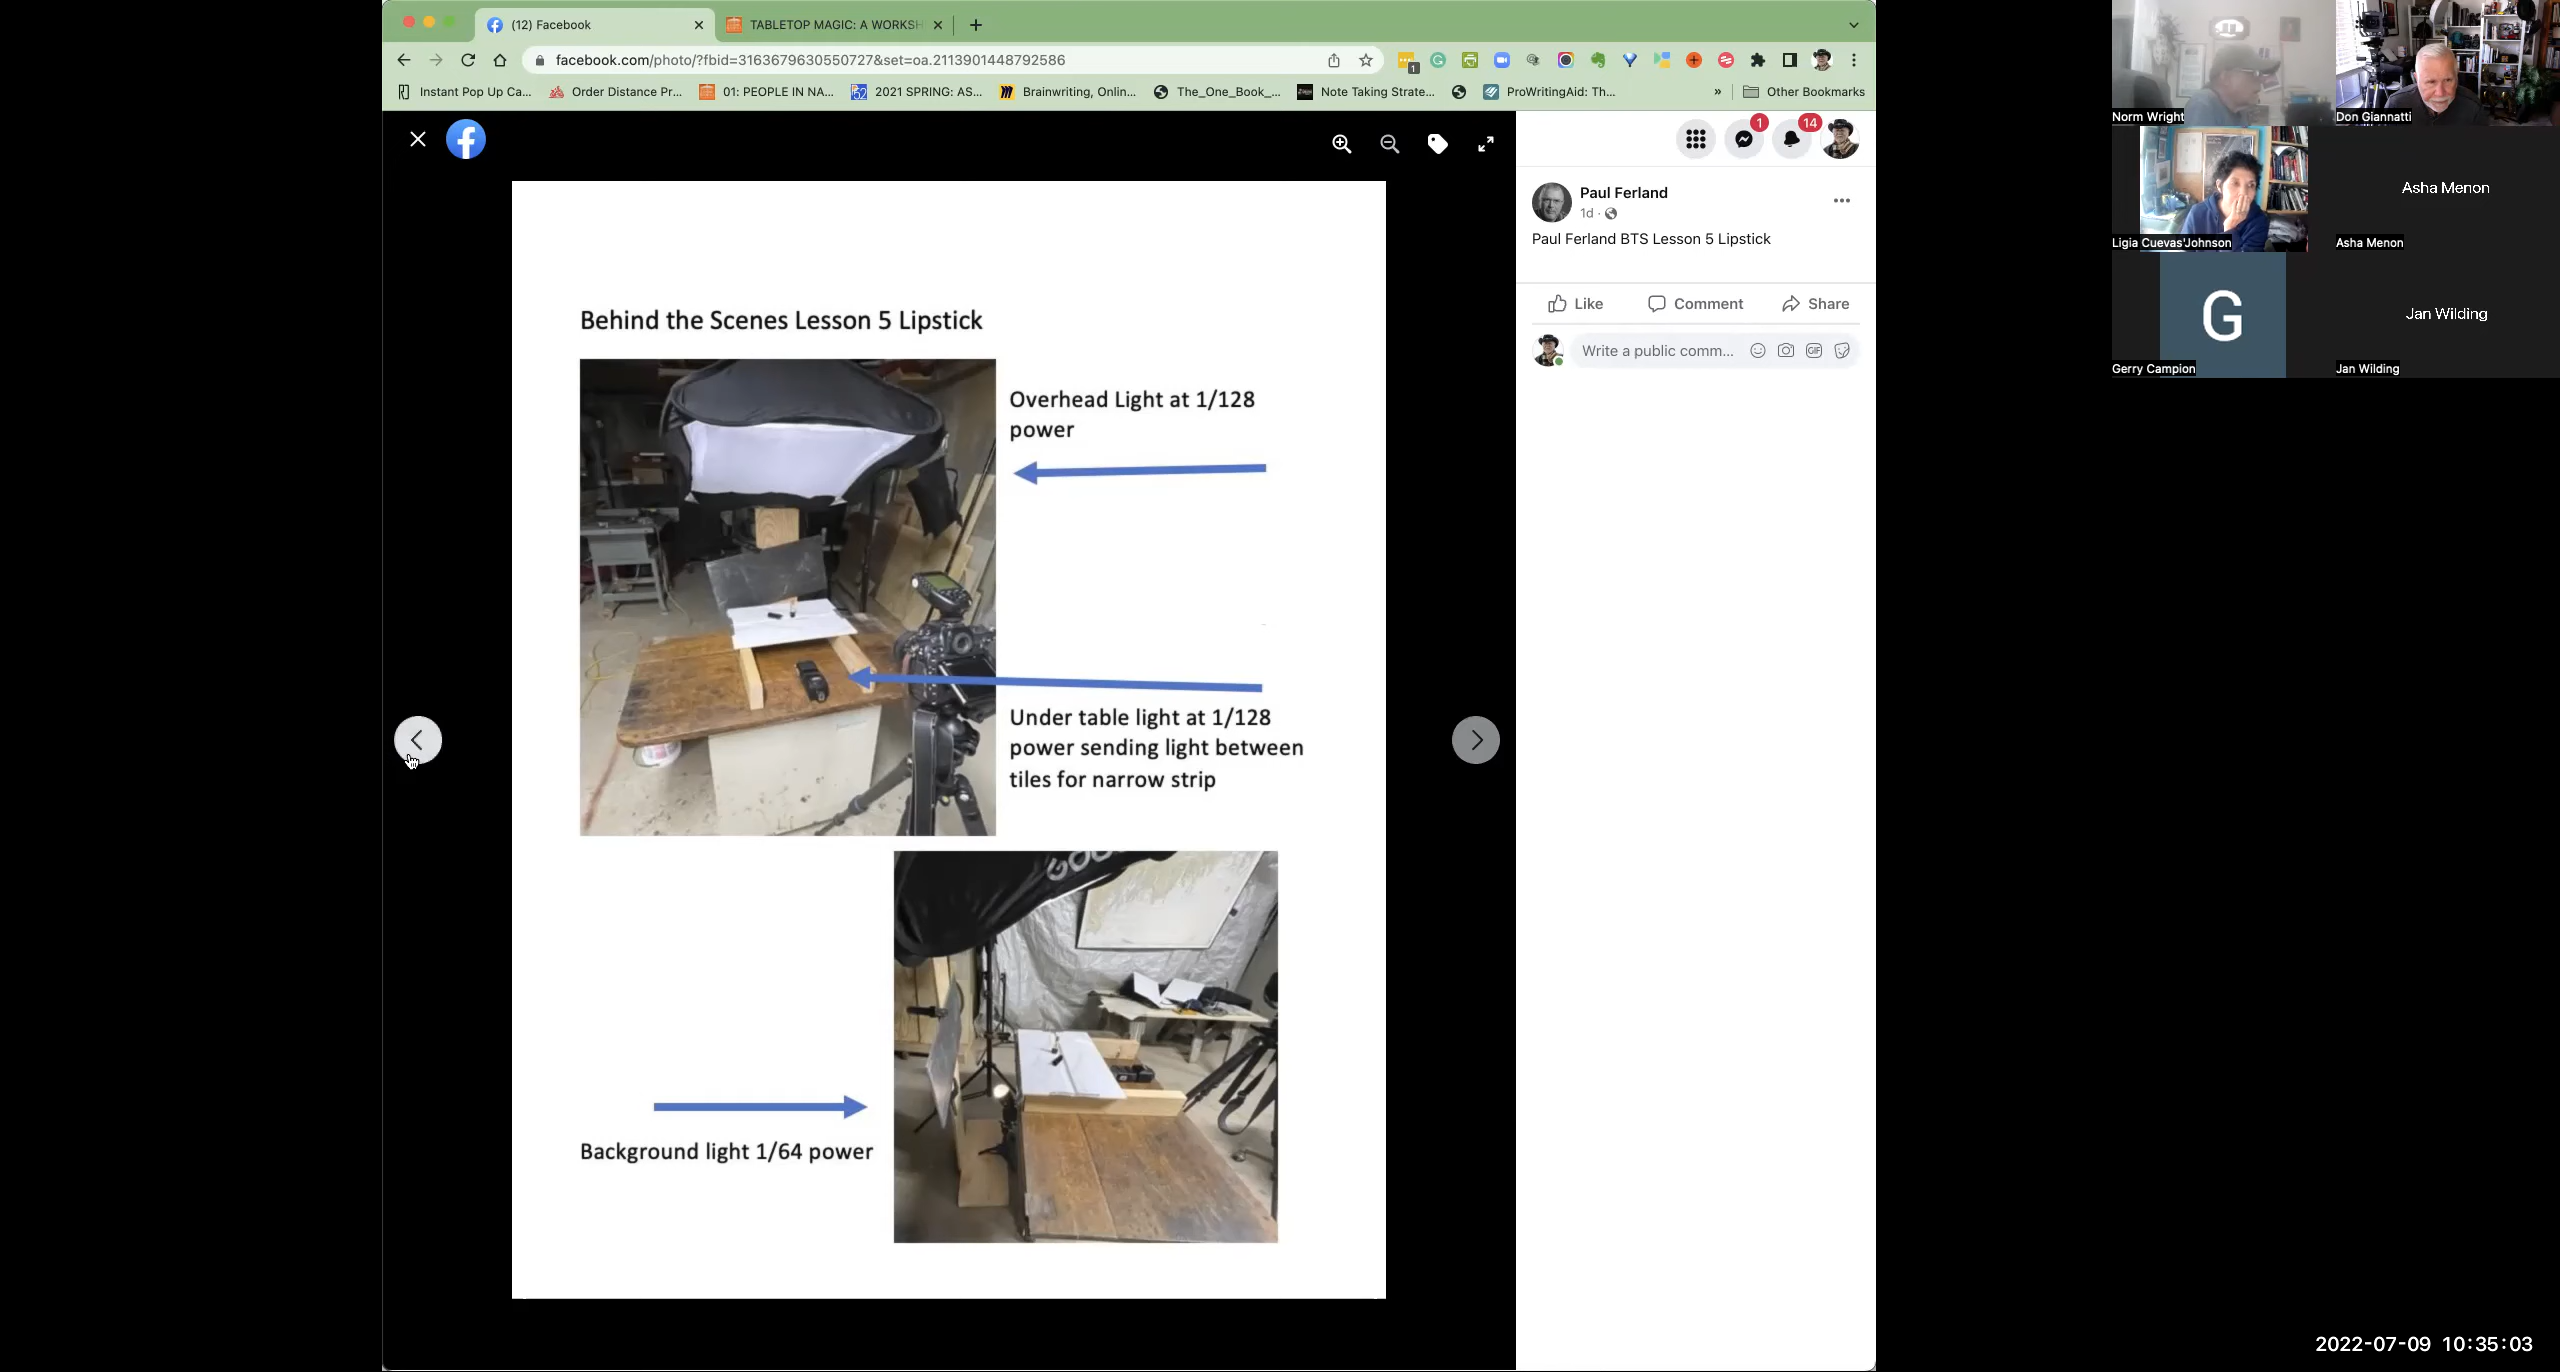 (12) Facebook
TABLETOP MAGIC: A WORKSH
facebook.com/photo/?fbid=3163679630550727&set=oa.2113901448792586
1
Instant Pop Up Ca...
Order Distance Pr...
01: PEOPLE IN NA...
2021 SPRING: AS...
Brainwriting, Onlin...
The_One_Book_...
Note Taking Strate...
ProWritingAid: Th...
»
Other Bookmarks
1
14
Paul Ferland
1d ·
Paul Ferland BTS Lesson 5 Lipstick
Like
Comment
Share
Write a public comm...
GIF
Behind the Scenes Lesson 5 Lipstick
Overhead Light at 1/128
power
Under table light at 1/128
power sending light between
tiles for narrow strip
Background light 1/64 power
Norm Wright
Don Giannatti
Ligia Cuevas'Johnson
Asha Menon
Asha Menon
G
Gerry Campion
Jan Wilding
Jan Wilding
2022-07-09 10:35:03